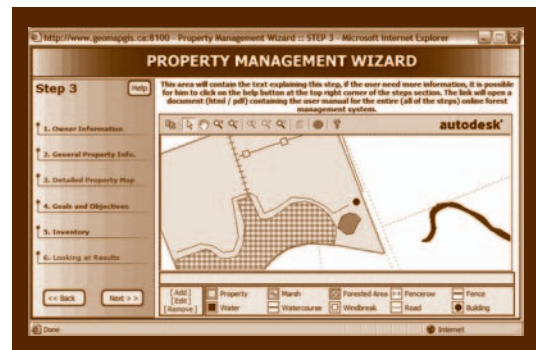 http://www.geomapgis.ca:8100 - Property Management Wizard :: STEP 3 - Microsoft Internet Explorer
PROPERTY MANAGEMENT WIZARD
Step 3
Help
This area will contain the text explaining this step, if the user need more information, it is possible
for him to click on the help button at the top right corner of the steps section. The link will open a
document (html / pdf) containing the user manual for the entire (all of the steps) online forest
management system.
autodesk
1. Owner Information
2. General Property Info.
3. Detailed Property Map
4. Goals and Objectives
5. Inventory
6. Looking at Results
<< Back
Next > >
[Add]
[Edit]
[Remove]
Property
Marsh
Forested Area
Fencerow
Fence
Water
Watercourse
Windbreak
Road
Building
Done
Internet